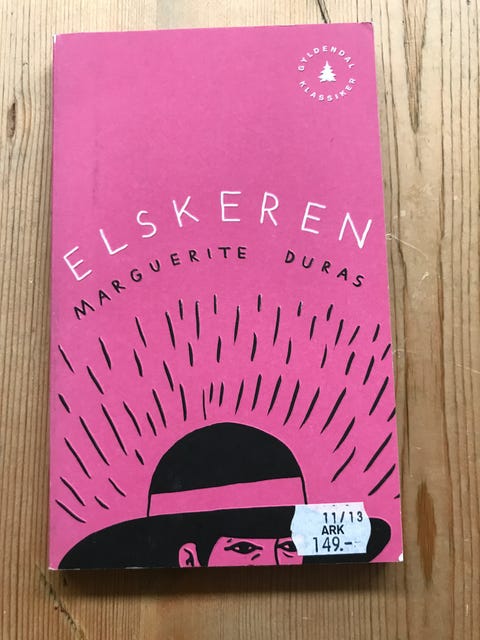 GYLDENDAL
KLASSIKER
ELSKEREN
MARGUERITE DURAS
11/13
ARK
149.-